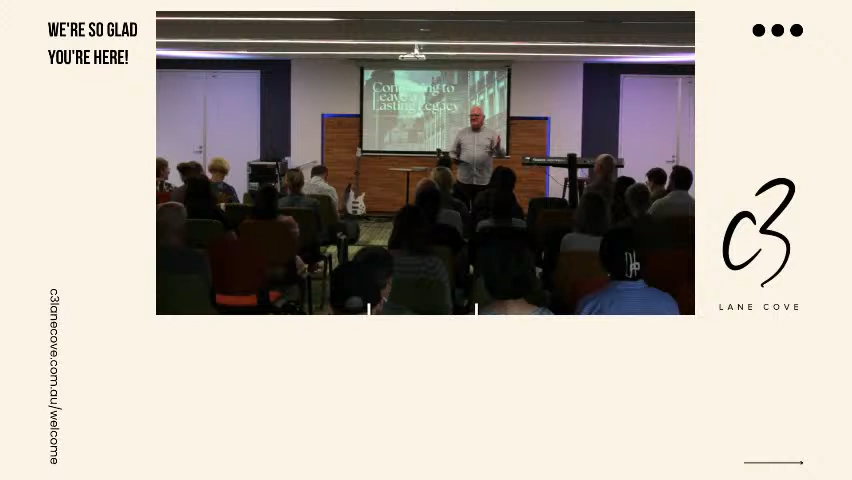 WE'RE SO GLAD
YOU'RE HERE!
Continuing to
Leave a
Lasting Legacy
c3
LANE COVE
c3lanecove.com.au/welcome